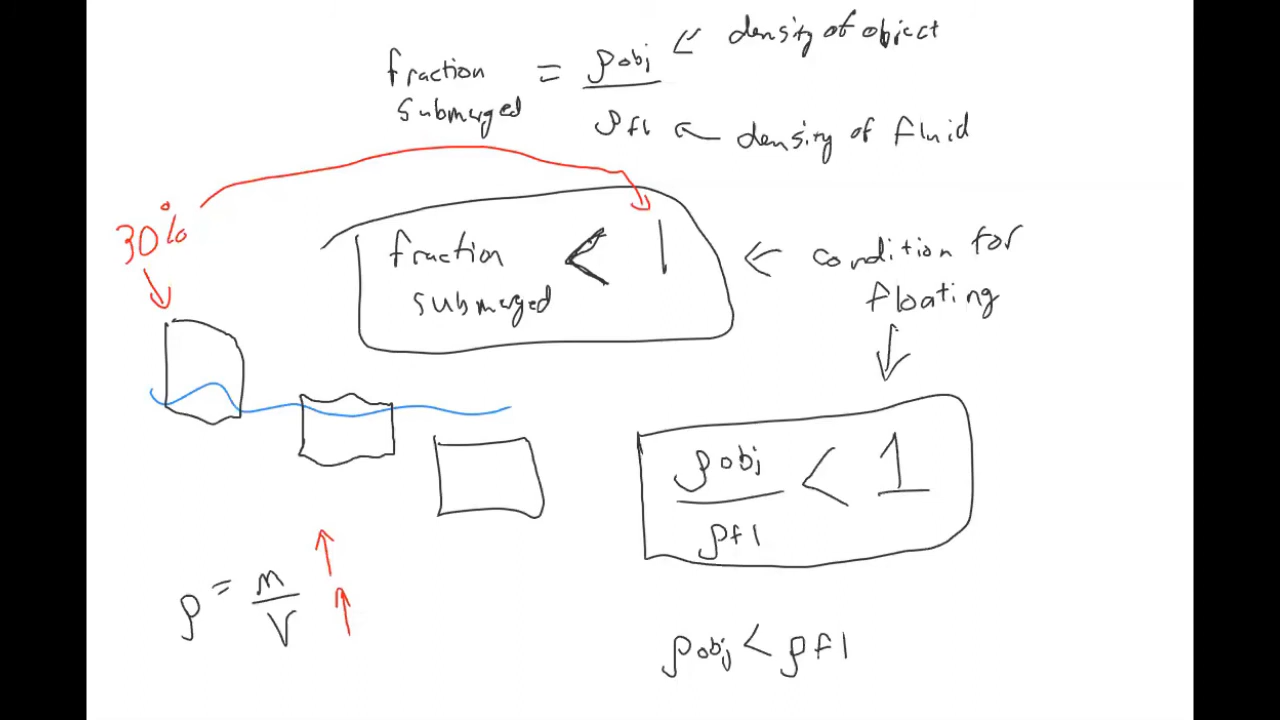 fraction submerged = ρobj / ρfl
← density of object
← density of fluid
30%
fraction submerged < 1
← condition for floating
ρobj / ρfl < 1
ρ = m / V
ρobj < ρfl